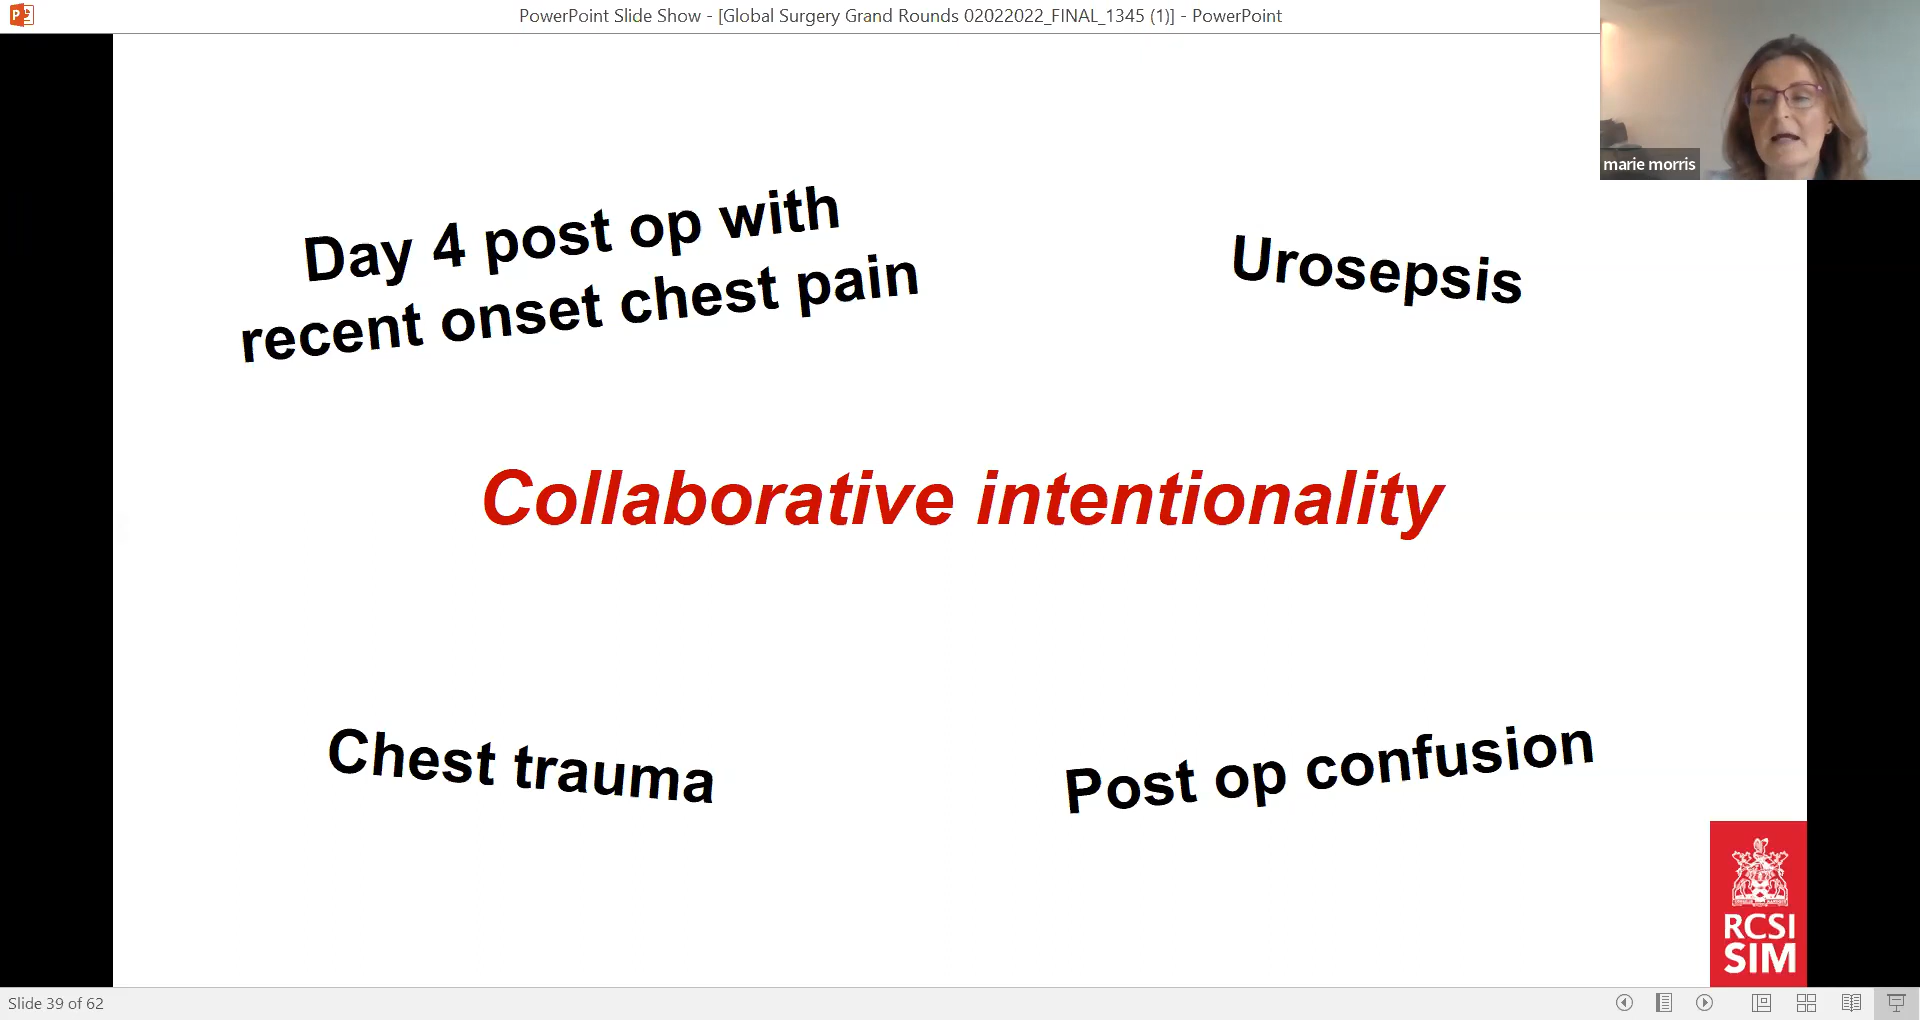 PowerPoint Slide Show - [Global Surgery Grand Rounds 02022022_FINAL_1345 (1)] - PowerPoint
marie morris
Day 4 post op with
recent onset chest pain
Urosepsis
Collaborative intentionality
Chest trauma
Post op confusion
RCSI
SIM
Slide 39 of 62